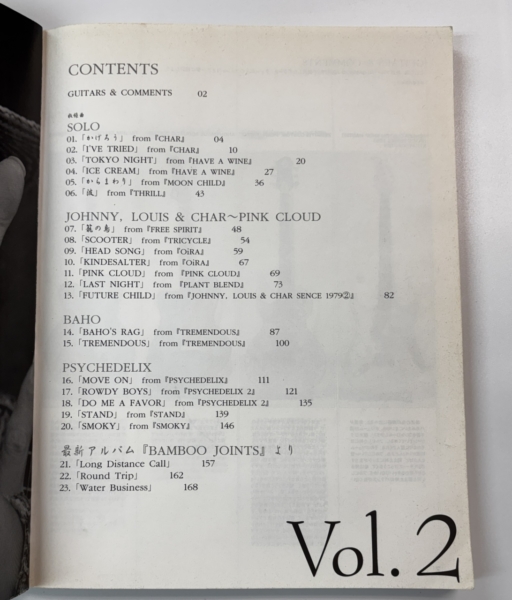 CONTENTS
GUITARS & COMMENTS 02
SOLO
01.「かげろう」 from『CHAR』 04
02.「I'VE TRIED」 from『CHAR』 10
03.「TOKYO NIGHT」 from『HAVE A WINE』 20
04.「ICE CREAM」 from『HAVE A WINE』 27
05.「からまわり」 from『MOON CHILD』 36
06.「彼」 from『THRILL』 43
JOHNNY, LOUIS & CHAR～PINK CLOUD
07.「籠の鳥」 from『FREE SPIRIT』 48
08.「SCOOTER」 from『TRICYCLE』 54
09.「HEAD SONG」 from『OiRA』 59
10.「KINDESALTER」 from『OiRA』 67
11.「PINK CLOUD」 from『PINK CLOUD』 69
12.「LAST NIGHT」 from『PLANT BLEND』 73
13.「FUTURE CHILD」 from『JOHNNY, LOUIS & CHAR SENCE 1979②』 82
BAHO
14.「BAHO'S RAG」 from『TREMENDOUS』 87
15.「TREMENDOUS」 from『TREMENDOUS』 100
PSYCHEDELIX
16.「MOVE ON」 from『PSYCHEDELIX』 111
17.「ROWDY BOYS」 from『PSYCHEDELIX 2』 121
18.「DO ME A FAVOR」 from『PSYCHEDELIX 2』 135
19.「STAND」 from『STAND』 139
20.「SMOKY」 from『SMOKY』 146
最新アルバム『BAMBOO JOINTS』より
21.「Long Distance Call」 157
22.「Round Trip」 162
23.「Water Business」 168
Vol. 2